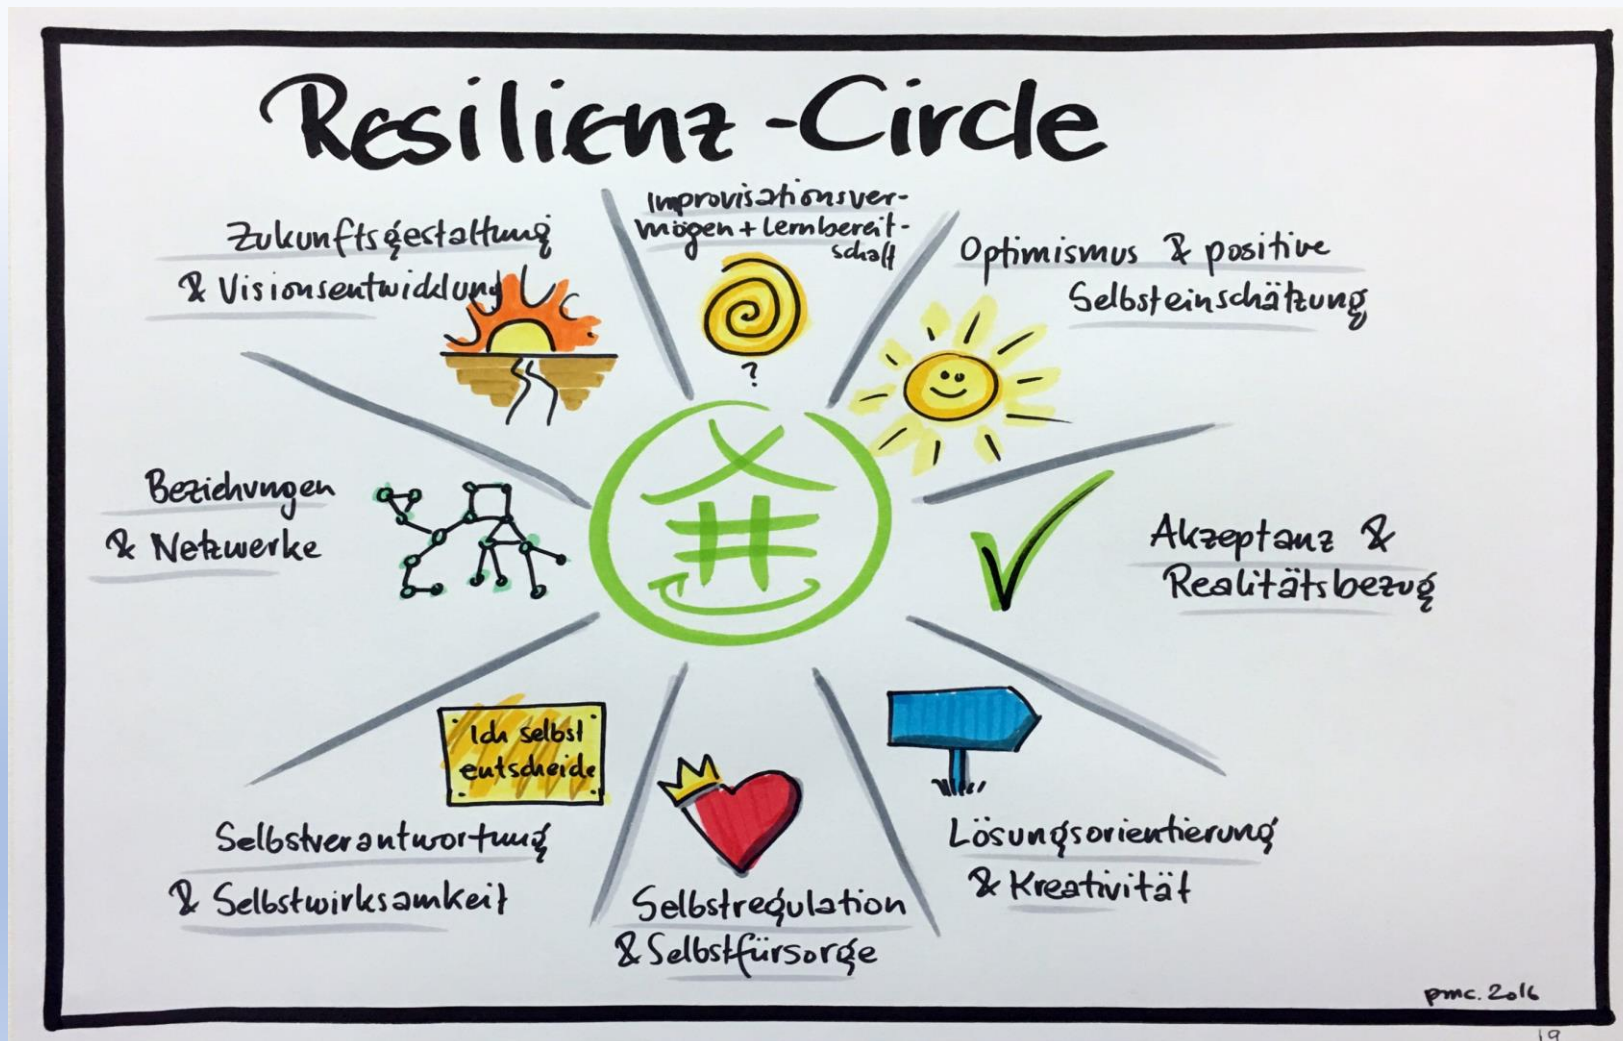 Resilienz-Circle
Improvisationsver-
mögen + Lernbereit-
schaft
Optimismus & positive
Selbsteinschätzung
Akzeptanz &
Realitätsbezug
Lösungsorientierung
& Kreativität
Selbstregulation
& Selbstfürsorge
Ich selbst
entscheide
Selbstverantwortung
& Selbstwirksamkeit
Beziehungen
& Netzwerke
Zukunftsgestaltung
& Visionsentwicklung
?
pmc. 2016
19